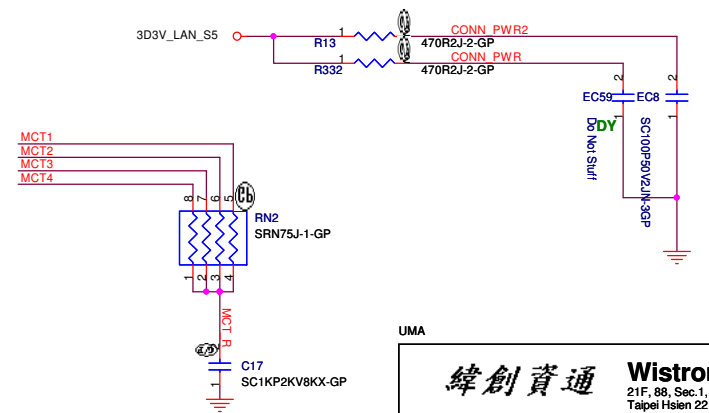 3D3V_LAN_S5
1
R13
CONN_PWR2
470R2J-2-GP
1
R332
CONN_PWR
470R2J-2-GP
2
2
EC59
EC8
1
1
DY
Do Not Stuff
SC100P50V2JN-3GP
MCT1
MCT2
MCT3
MCT4
8
7
6
5
RN2
SRN75J-1-GP
1
2
3
4
MCT_R
C17
1
SC1KP2KV8KX-GP
UMA
緯創資通
Wistron
21F, 88, Sec.1,
Taipei Hsien 22